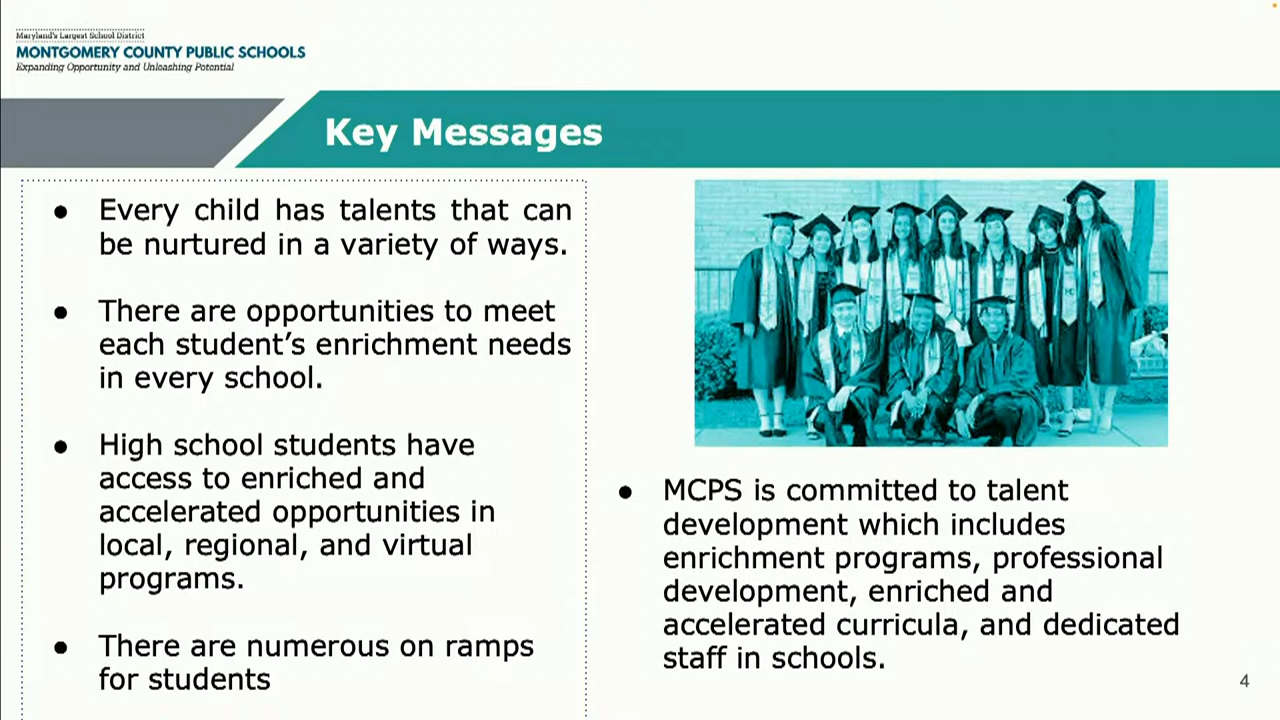 Maryland's Largest School District
MONTGOMERY COUNTY PUBLIC SCHOOLS
Expanding Opportunity and Unleashing Potential
Key Messages
● Every child has talents that can
be nurtured in a variety of ways.
● There are opportunities to meet
each student’s enrichment needs
in every school.
● High school students have
access to enriched and
accelerated opportunities in
local, regional, and virtual
programs.
● There are numerous on ramps
for students
● MCPS is committed to talent
development which includes
enrichment programs, professional
development, enriched and
accelerated curricula, and dedicated
staff in schools.
4